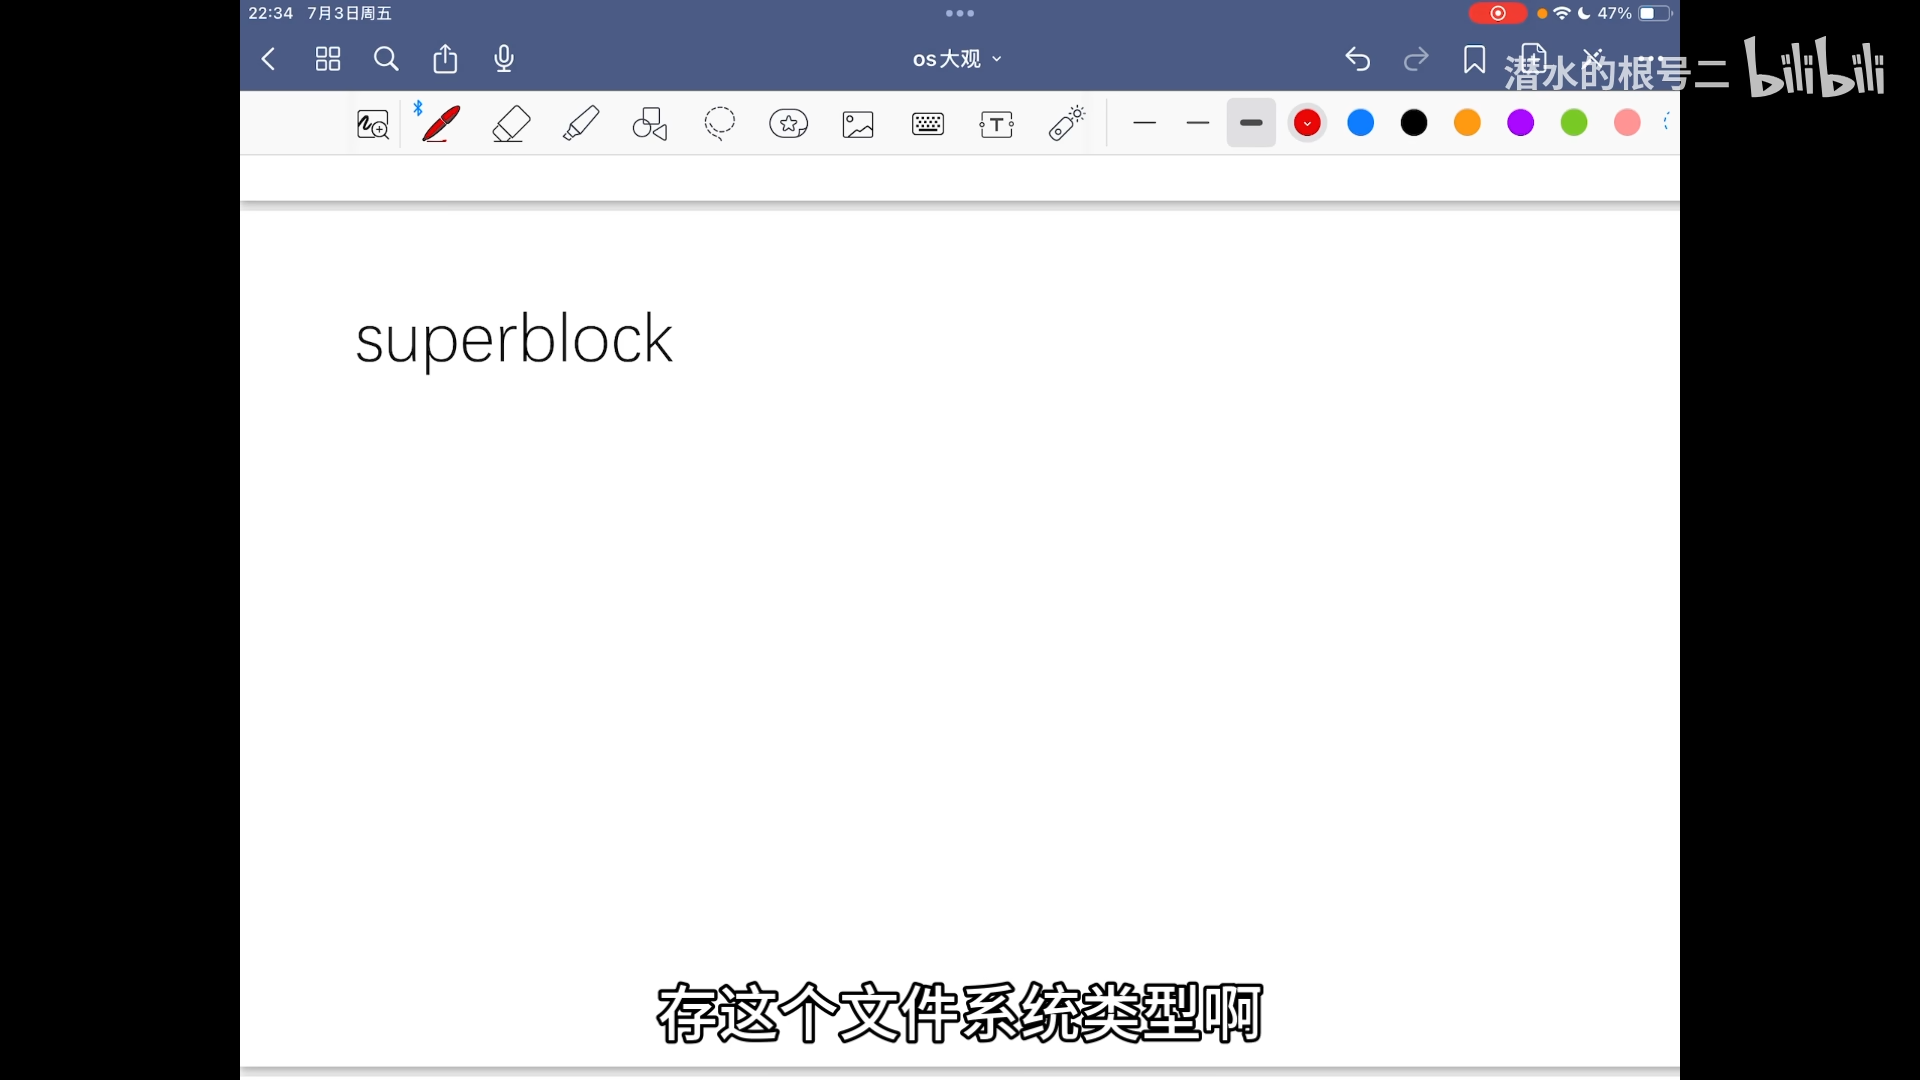 22:34 7月3日周五
47%
os大观
潜水的根号二 bilibili
T
superblock
存这个文件系统类型啊